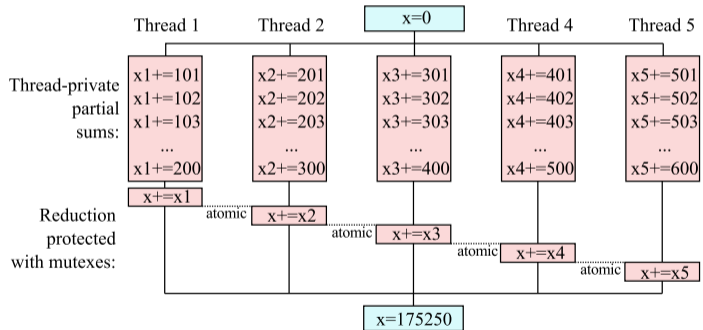 x=0
Thread 1
Thread 2
Thread 4
Thread 5
Thread-private
partial
sums:
x1+=101
x1+=102
x1+=103
...
x1+=200
x2+=201
x2+=202
x2+=203
...
x2+=300
x3+=301
x3+=302
x3+=303
...
x3+=400
x4+=401
x4+=402
x4+=403
...
x4+=500
x5+=501
x5+=502
x5+=503
...
x5+=600
Reduction
protected
with mutexes:
x+=x1
atomic
x+=x2
atomic
x+=x3
atomic
x+=x4
atomic
x+=x5
x=175250